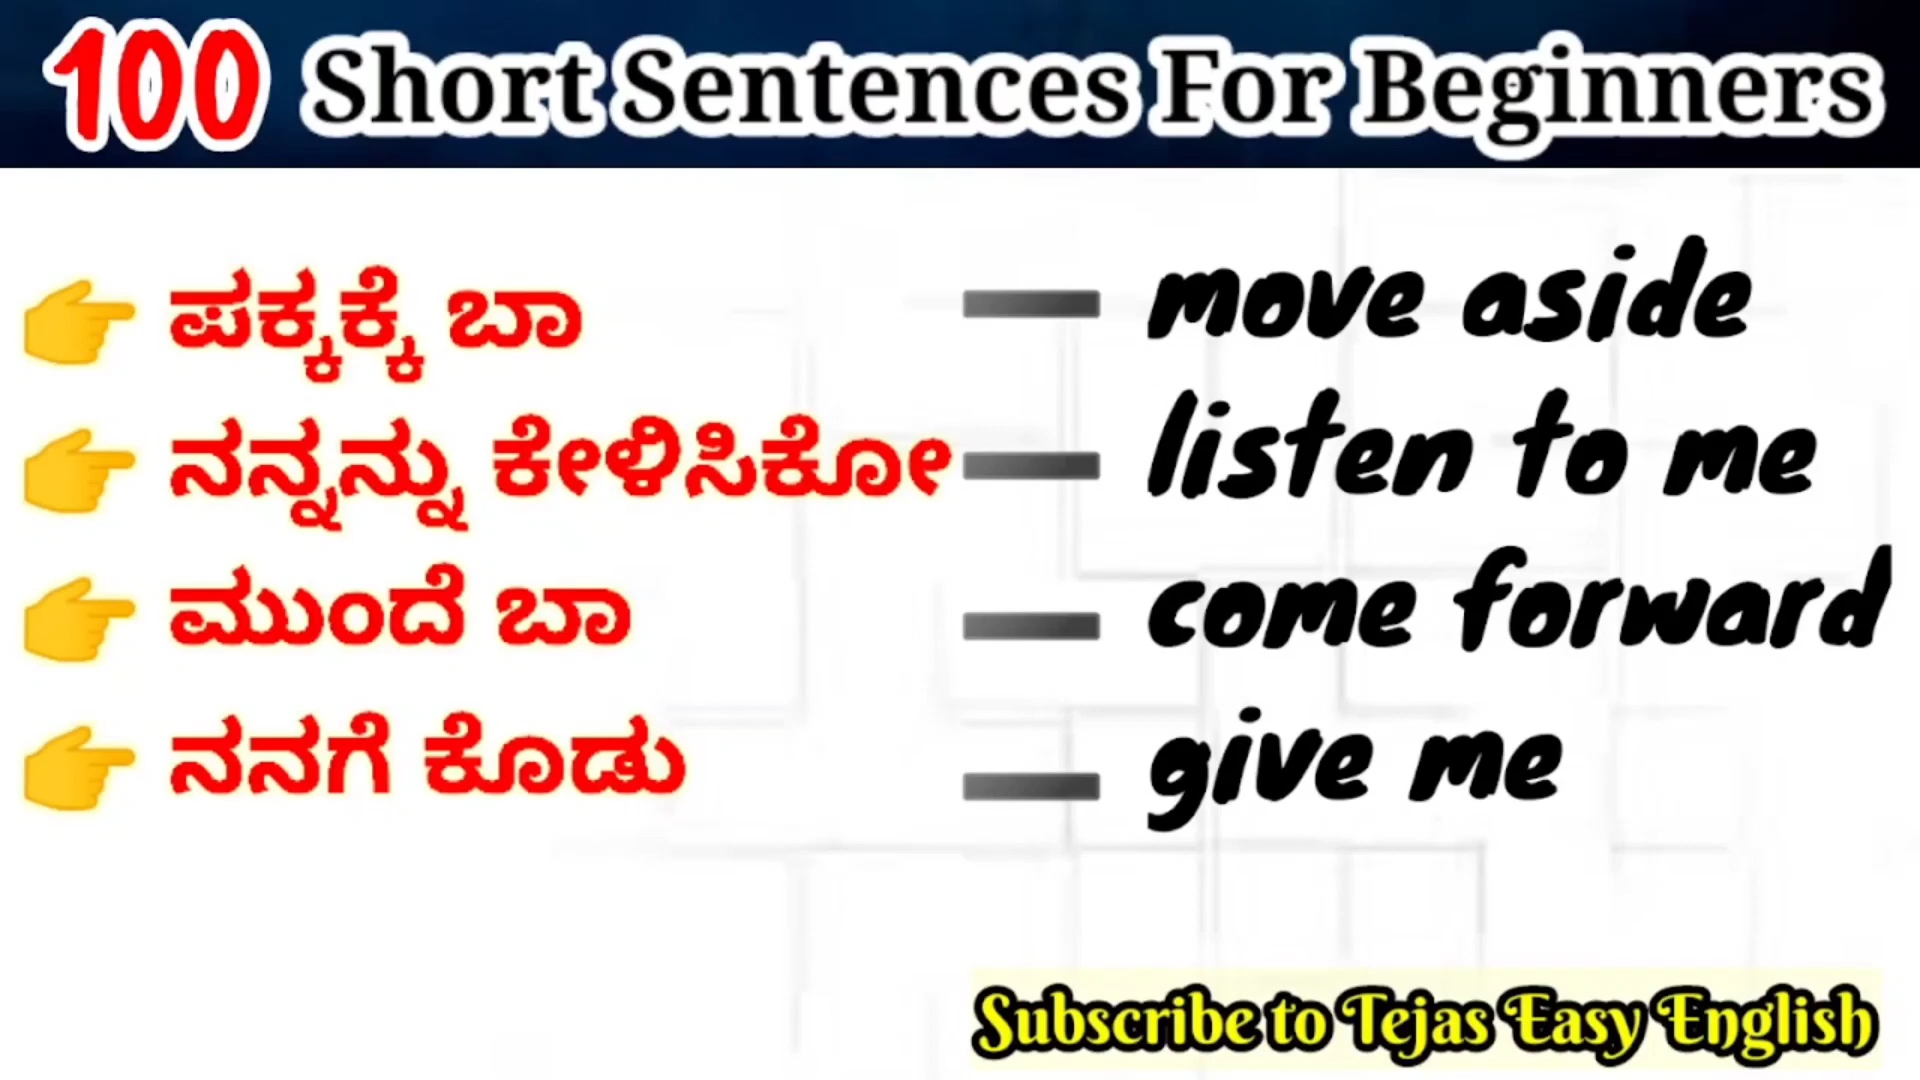 100 Short Sentences For Beginners
ಪಕ್ಕಕ್ಕೆ ಬಾ — move aside
ನನ್ನನ್ನು ಕೇಳಿಸಿಕೋ — listen to me
ಮುಂದೆ ಬಾ — come forward
ನನಗೆ ಕೊಡು — give me
Subscribe to Tejas Easy English